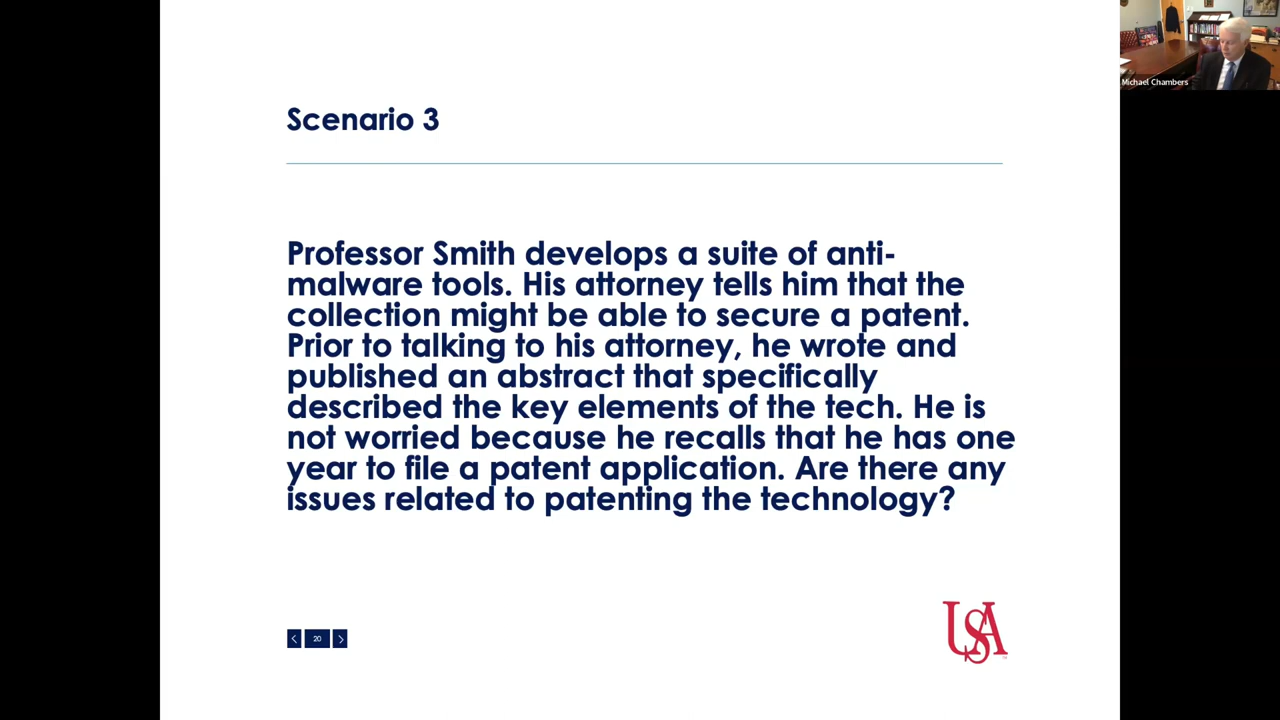 Michael Chambers
Scenario 3
Professor Smith develops a suite of anti-
malware tools. His attorney tells him that the
collection might be able to secure a patent.
Prior to talking to his attorney, he wrote and
published an abstract that specifically
described the key elements of the tech. He is
not worried because he recalls that he has one
year to file a patent application. Are there any
issues related to patenting the technology?
20
USA